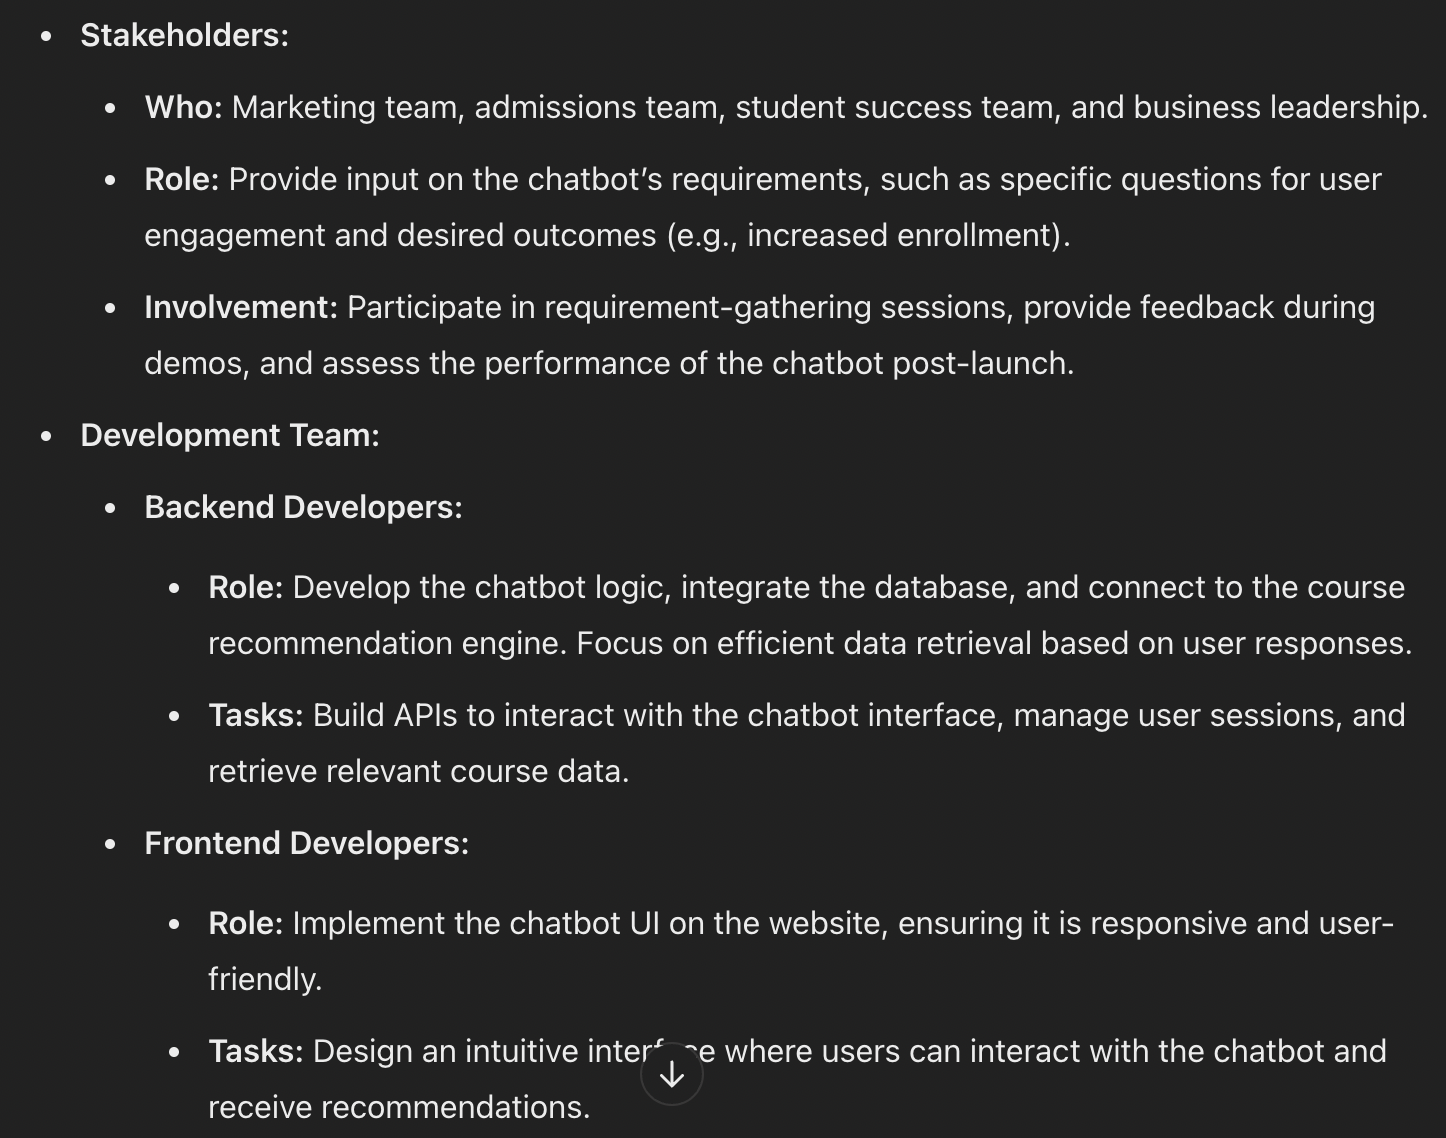 Stakeholders:
Who: Marketing team, admissions team, student success team, and business leadership.
Role: Provide input on the chatbot’s requirements, such as specific questions for user
engagement and desired outcomes (e.g., increased enrollment).
Involvement: Participate in requirement-gathering sessions, provide feedback during
demos, and assess the performance of the chatbot post-launch.
Development Team:
Backend Developers:
Role: Develop the chatbot logic, integrate the database, and connect to the course
recommendation engine. Focus on efficient data retrieval based on user responses.
Tasks: Build APIs to interact with the chatbot interface, manage user sessions, and
retrieve relevant course data.
Frontend Developers:
Role: Implement the chatbot UI on the website, ensuring it is responsive and user-
friendly.
Tasks: Design an intuitive interface where users can interact with the chatbot and
receive recommendations.